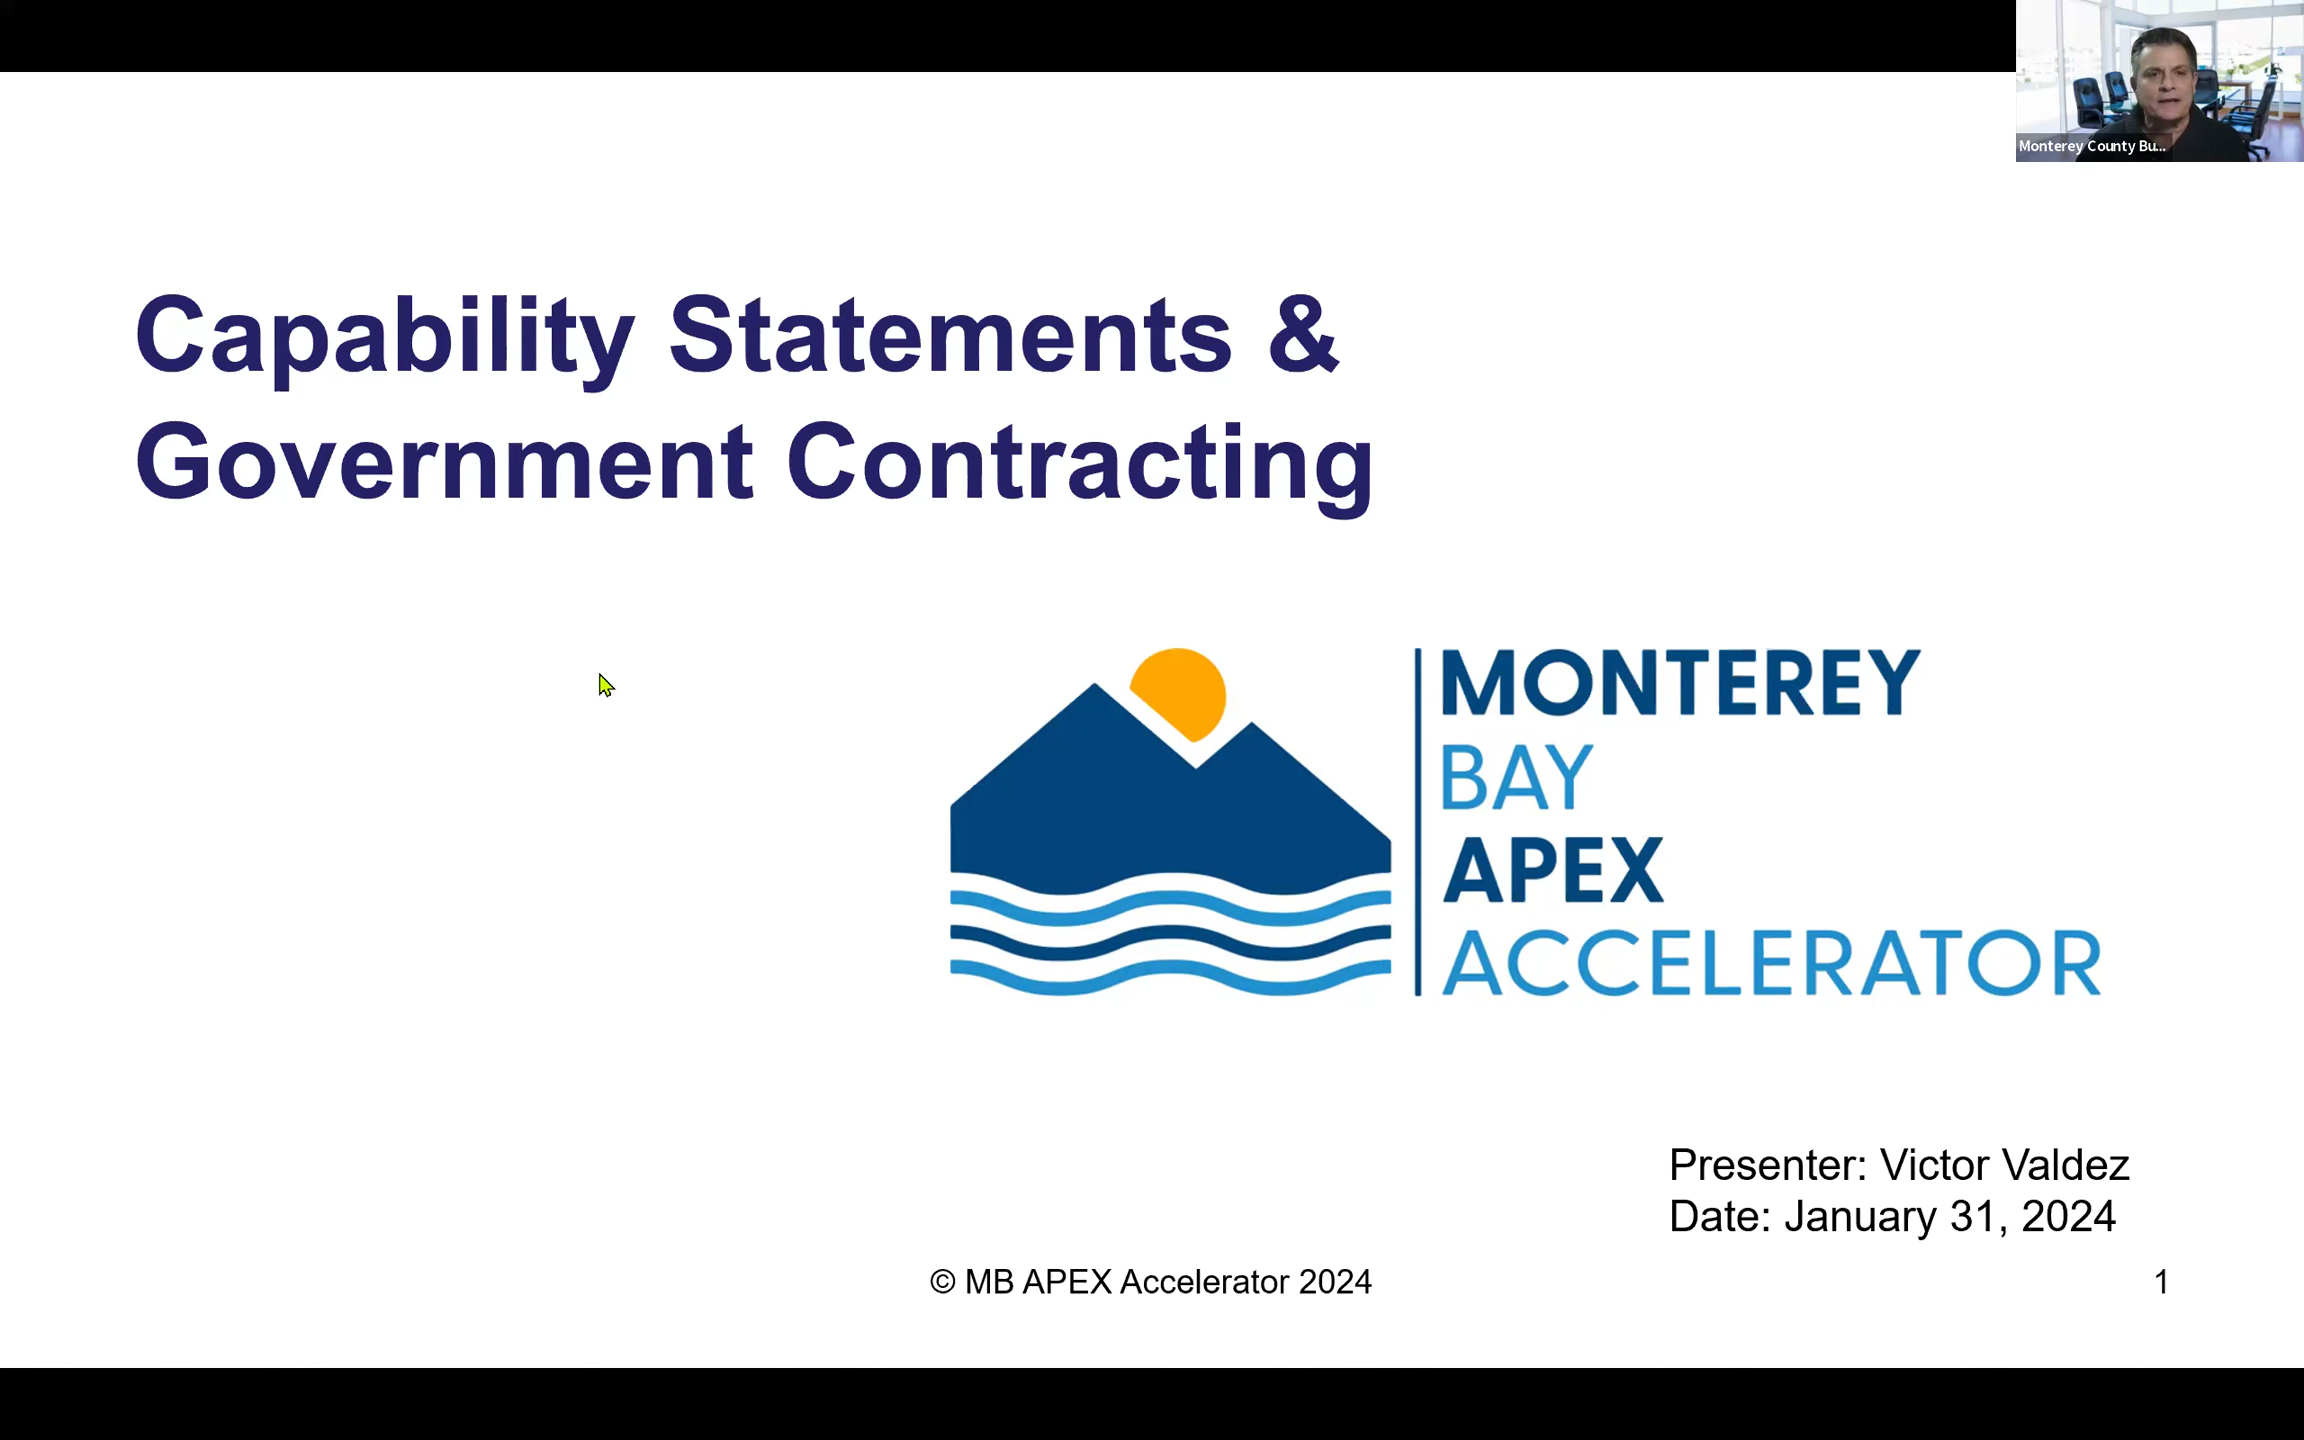 Monterey County Bu...
Capability Statements &
Government Contracting
MONTEREY
BAY
APEX
ACCELERATOR
Presenter: Victor Valdez
Date: January 31, 2024
© MB APEX Accelerator 2024
1